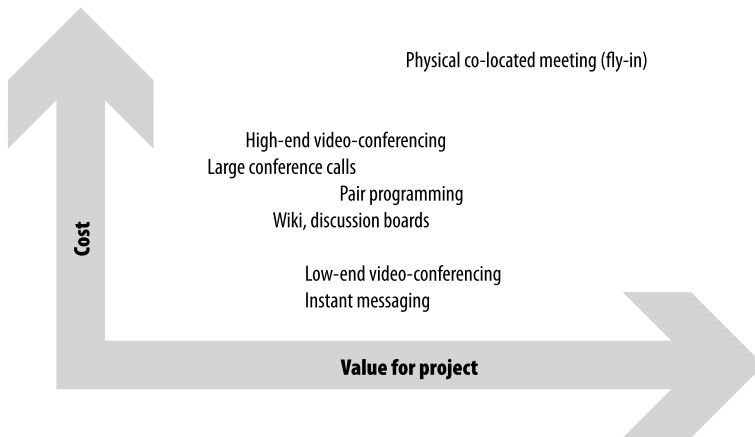 Physical co-located meeting (fly-in)
High-end video-conferencing
Large conference calls
Pair programming
Wiki, discussion boards
Cost
Low-end video-conferencing
Instant messaging
Value for project